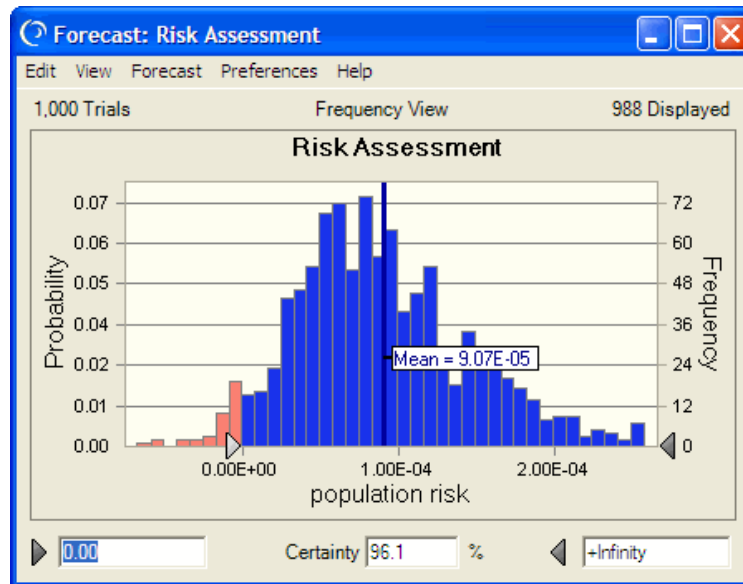 Forecast: Risk Assessment
Edit View Forecast Preferences Help
1,000 Trials Frequency View 988 Displayed
Risk Assessment
Probability
0.07
0.06
0.05
0.04
0.02
0.01
0.00
72
60
48
36
24
12
0
Frequency
Mean = 9.07E-05
0.00E+00 1.00E-04 2.00E-04
population risk
0.00 Certainty 96.1 % +Infinity